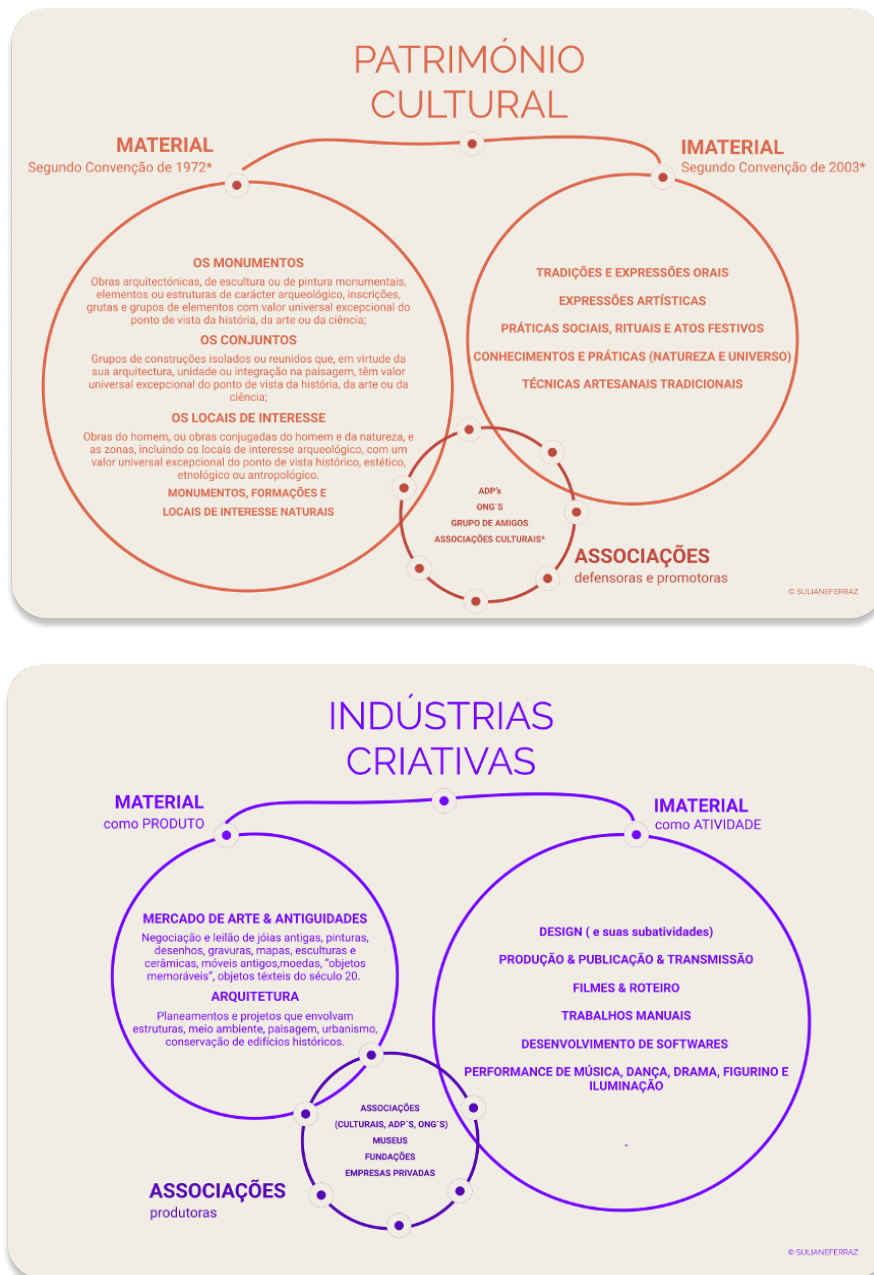 PATRIMÓNIO
CULTURAL
MATERIAL
Segundo Convenção de 1972*
IMATERIAL
Segundo Convenção de 2003*
OS MONUMENTOS
Obras arquitectónicas, de escultura ou de pintura monumentais,
elementos ou estruturas de carácter arqueológico, inscrições,
grutas e grupos de elementos com valor universal excepcional do
ponto de vista da história, da arte ou da ciência;
OS CONJUNTOS
Grupos de construções isolados ou reunidos que, em virtude da
sua arquitectura, unidade ou integração na paisagem, têm valor
universal excepcional do ponto de vista da história, da arte ou da
ciência;
OS LOCAIS DE INTERESSE
Obras do homem, ou obras conjugadas do homem e da natureza, e
as zonas, incluindo os locais de interesse arqueológico, com um
valor universal excepcional do ponto de vista histórico, estético,
etnológico ou antropológico.
MONUMENTOS, FORMAÇÕES E
LOCAIS DE INTERESSE NATURAIS
TRADIÇÕES E EXPRESSÕES ORAIS
EXPRESSÕES ARTÍSTICAS
PRÁTICAS SOCIAIS, RITUAIS E ATOS FESTIVOS
CONHECIMENTOS E PRÁTICAS (NATUREZA E UNIVERSO)
TÉCNICAS ARTESANAIS TRADICIONAIS
ADP's
ONG´S
GRUPO DE AMIGOS
ASSOCIAÇÕES CULTURAIS*
ASSOCIAÇÕES
defensoras e promotoras
© SULIANEFERRAZ
INDÚSTRIAS
CRIATIVAS
MATERIAL
como PRODUTO
IMATERIAL
como ATIVIDADE
MERCADO DE ARTE & ANTIGUIDADES
Negociação e leilão de jóias antigas, pinturas,
desenhos, gravuras, mapas, esculturas e
cerâmicas, móveis antigos,moedas, “objetos
memoráveis”, objetos téxteis do século 20.
ARQUITETURA
Planeamentos e projetos que envolvam
estruturas, meio ambiente, paisagem, urbanismo,
conservação de edifícios históricos.
DESIGN ( e suas subatividades)
PRODUÇÃO & PUBLICAÇÃO & TRANSMISSÃO
FILMES & ROTEIRO
TRABALHOS MANUAIS
DESENVOLVIMENTO DE SOFTWARES
PERFORMANCE DE MÚSICA, DANÇA, DRAMA, FIGURINO E
ILUMINAÇÃO
ASSOCIAÇÕES
(CULTURAIS, ADP´S, ONG´S)
MUSEUS
FUNDAÇÕES
EMPRESAS PRIVADAS
ASSOCIAÇÕES
produtoras
© SULIANEFERRAZ